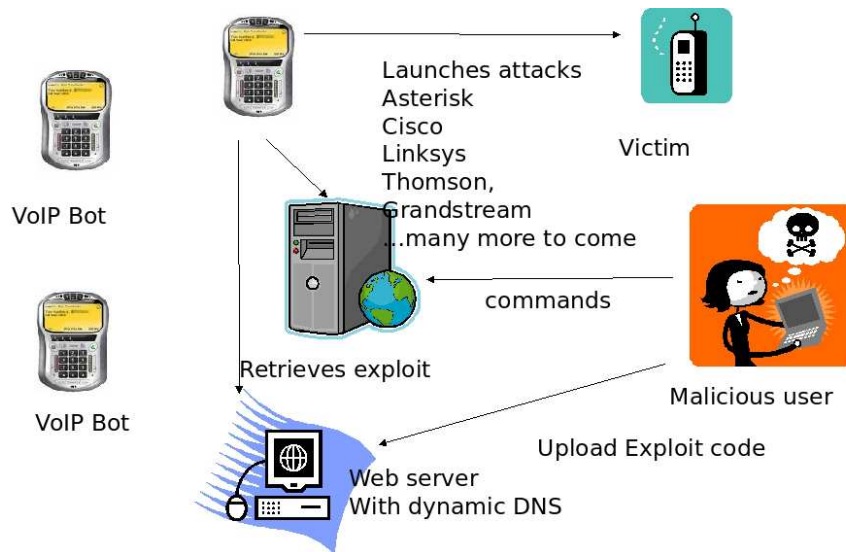 Launches attacks
Asterisk
Cisco
Linksys
Thomson,
Grandstream
...many more to come
Victim
VoIP Bot
commands
Retrieves exploit
Malicious user
VoIP Bot
Upload Exploit code
Web server
With dynamic DNS